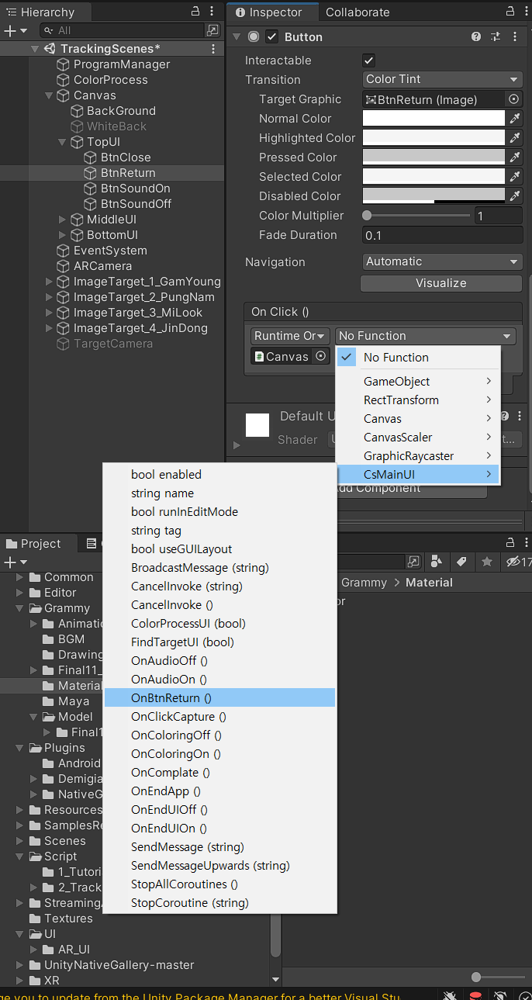 Hierarchy
All
TrackingScenes*
ProgramManager
ColorProcess
Canvas
BackGround
WhiteBack
TopUI
BtnClose
BtnReturn
BtnSoundOn
BtnSoundOff
MiddleUI
BottomUI
EventSystem
ARCamera
ImageTarget_1_GamYoung
ImageTarget_2_PungNam
ImageTarget_3_MiLook
ImageTarget_4_JinDong
TargetCamera
Inspector Collaborate
Button
Interactable
Transition Color Tint
Target Graphic BtnReturn (Image)
Normal Color
Highlighted Color
Pressed Color
Selected Color
Disabled Color
Color Multiplier 1
Fade Duration 0.1
Navigation Automatic
Visualize
On Click ()
Runtime Or No Function
Canvas
No Function
GameObject
RectTransform
Canvas
CanvasScaler
GraphicRaycaster
CsMainUI
Default U
Shader
Add Component
bool enabled
string name
bool runInEditMode
string tag
bool useGUILayout
BroadcastMessage (string)
CancelInvoke (string)
CancelInvoke ()
ColorProcessUI (bool)
FindTargetUI (bool)
OnAudioOff ()
OnAudioOn ()
OnBtnReturn ()
OnClickCapture ()
OnColoringOff ()
OnColoringOn ()
OnComplate ()
OnEndApp ()
OnEndUIOff ()
OnEndUIOn ()
SendMessage (string)
SendMessageUpwards (string)
StopAllCoroutines ()
StopCoroutine (string)
Project
17
Grammy > Material
or
Common
Editor
Grammy
Animatic
BGM
Drawing
Final11_
Material
Maya
Model
Final1
Plugins
Android
Demigia
NativeG
Resources
SamplesRe
Scenes
Script
1_Tutori
2_Track
StreamingA
Textures
UI
AR_UI
UnityNativeGallery-master
XR
ge you to update from the Unity Package Manager for a better Visual Stu